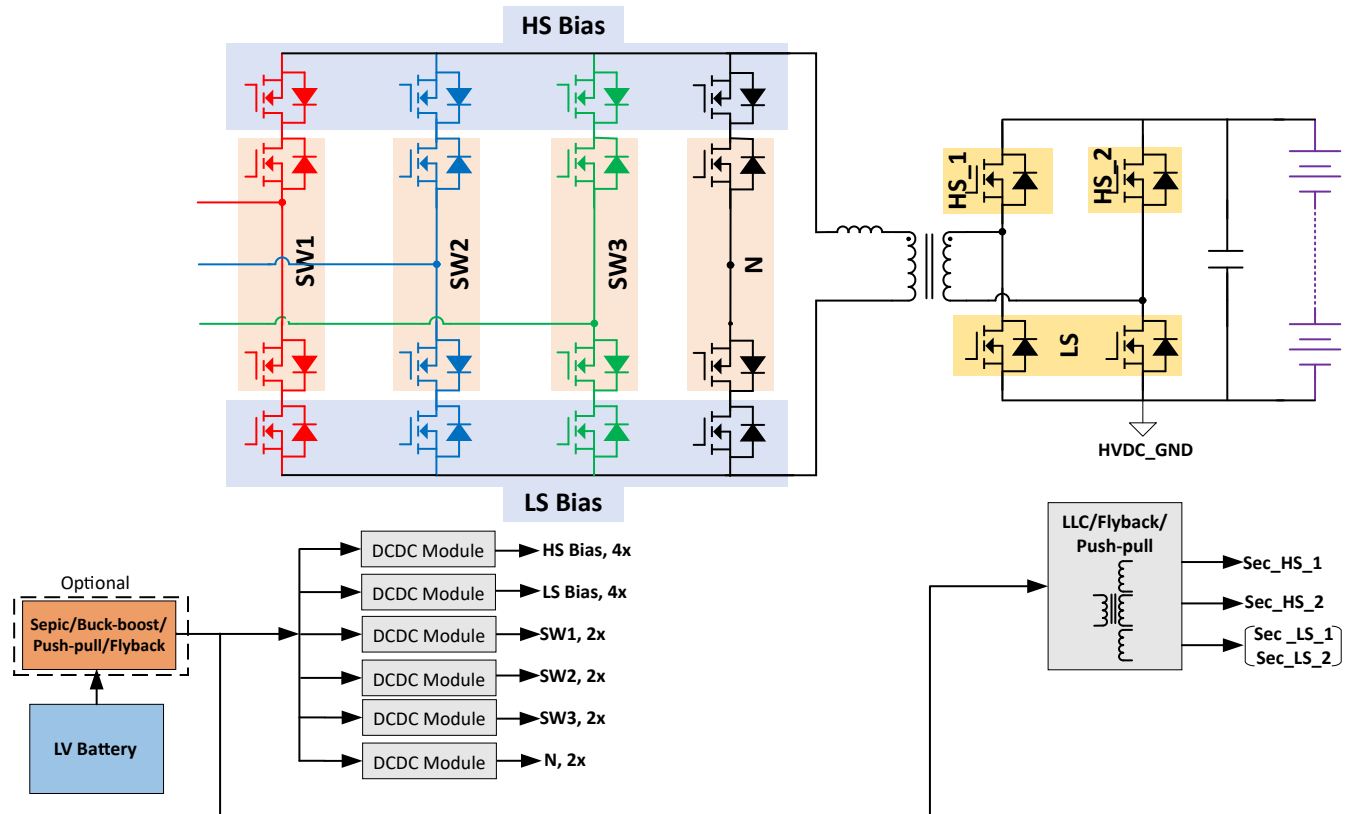 HS Bias
SW1
SW2
SW3
N
HS_1
HS_2
LS
HVDC_GND
LS Bias
Optional
Sepic/Buck-boost/
Push-pull/Flyback
LV Battery
DCDC Module
HS Bias, 4x
DCDC Module
LS Bias, 4x
DCDC Module
SW1, 2x
DCDC Module
SW2, 2x
DCDC Module
SW3, 2x
DCDC Module
N, 2x
LLC/Flyback/
Push-pull
Sec_HS_1
Sec_HS_2
Sec _LS_1
Sec_LS_2